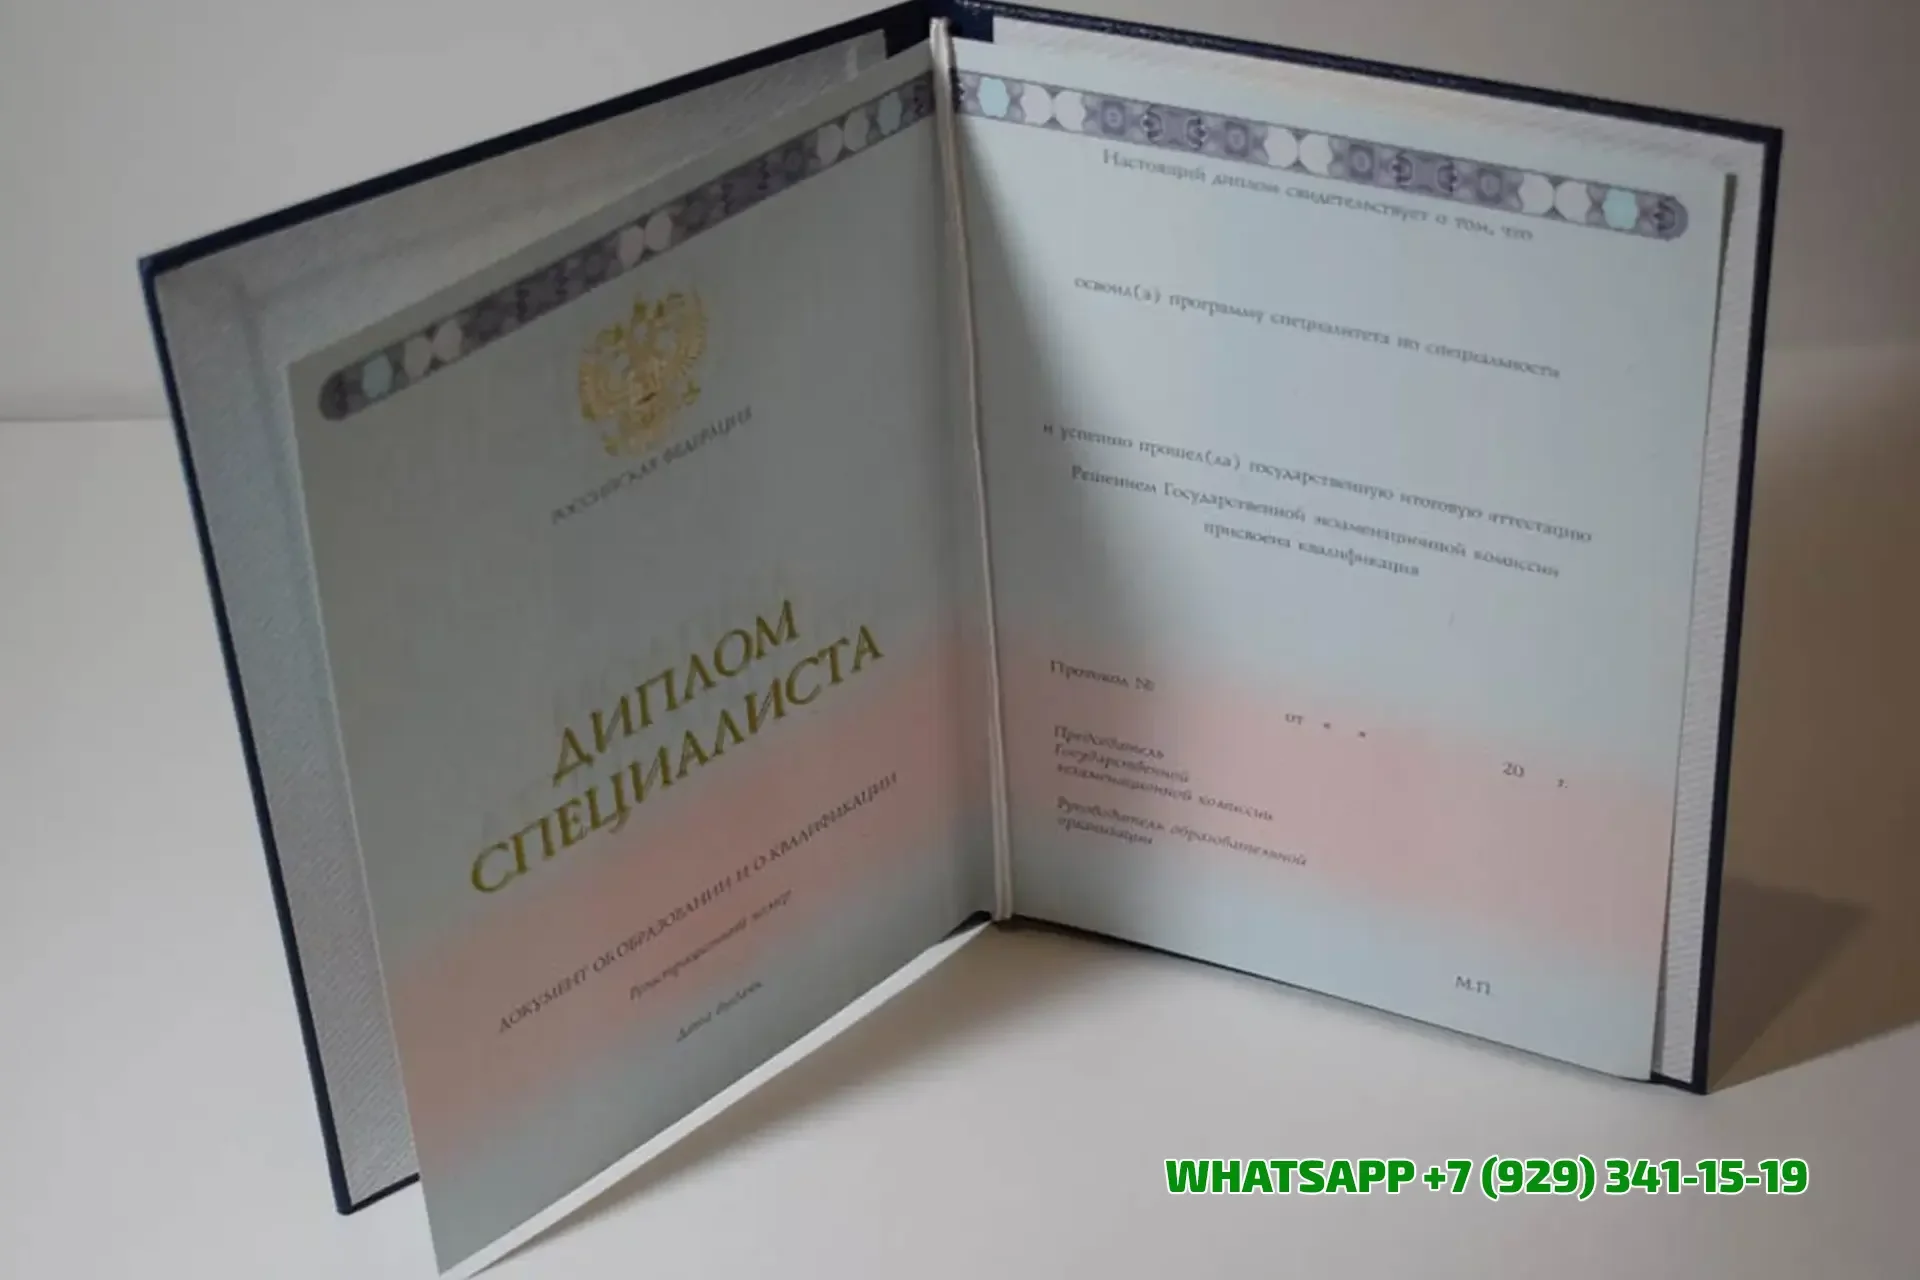 РОССИЙСКАЯ ФЕДЕРАЦИЯ
ДИПЛОМ
СПЕЦИАЛИСТА
ДОКУМЕНТ ОБ ОБРАЗОВАНИИ И О КВАЛИФИКАЦИИ
Регистрационный номер
Дата выдачи
Настоящий диплом свидетельствует о том, что
освоил(а) программу специалитета по специальности
и успешно прошел(ла) государственную итоговую аттестацию
Решением Государственной экзаменационной комиссии
присвоена квалификация
Протокол №
от « »
20 г.
Председатель
Государственной
экзаменационной комиссии
Руководитель образовательной
организации
М.П.
WHATSAPP +7 (929) 341-15-19